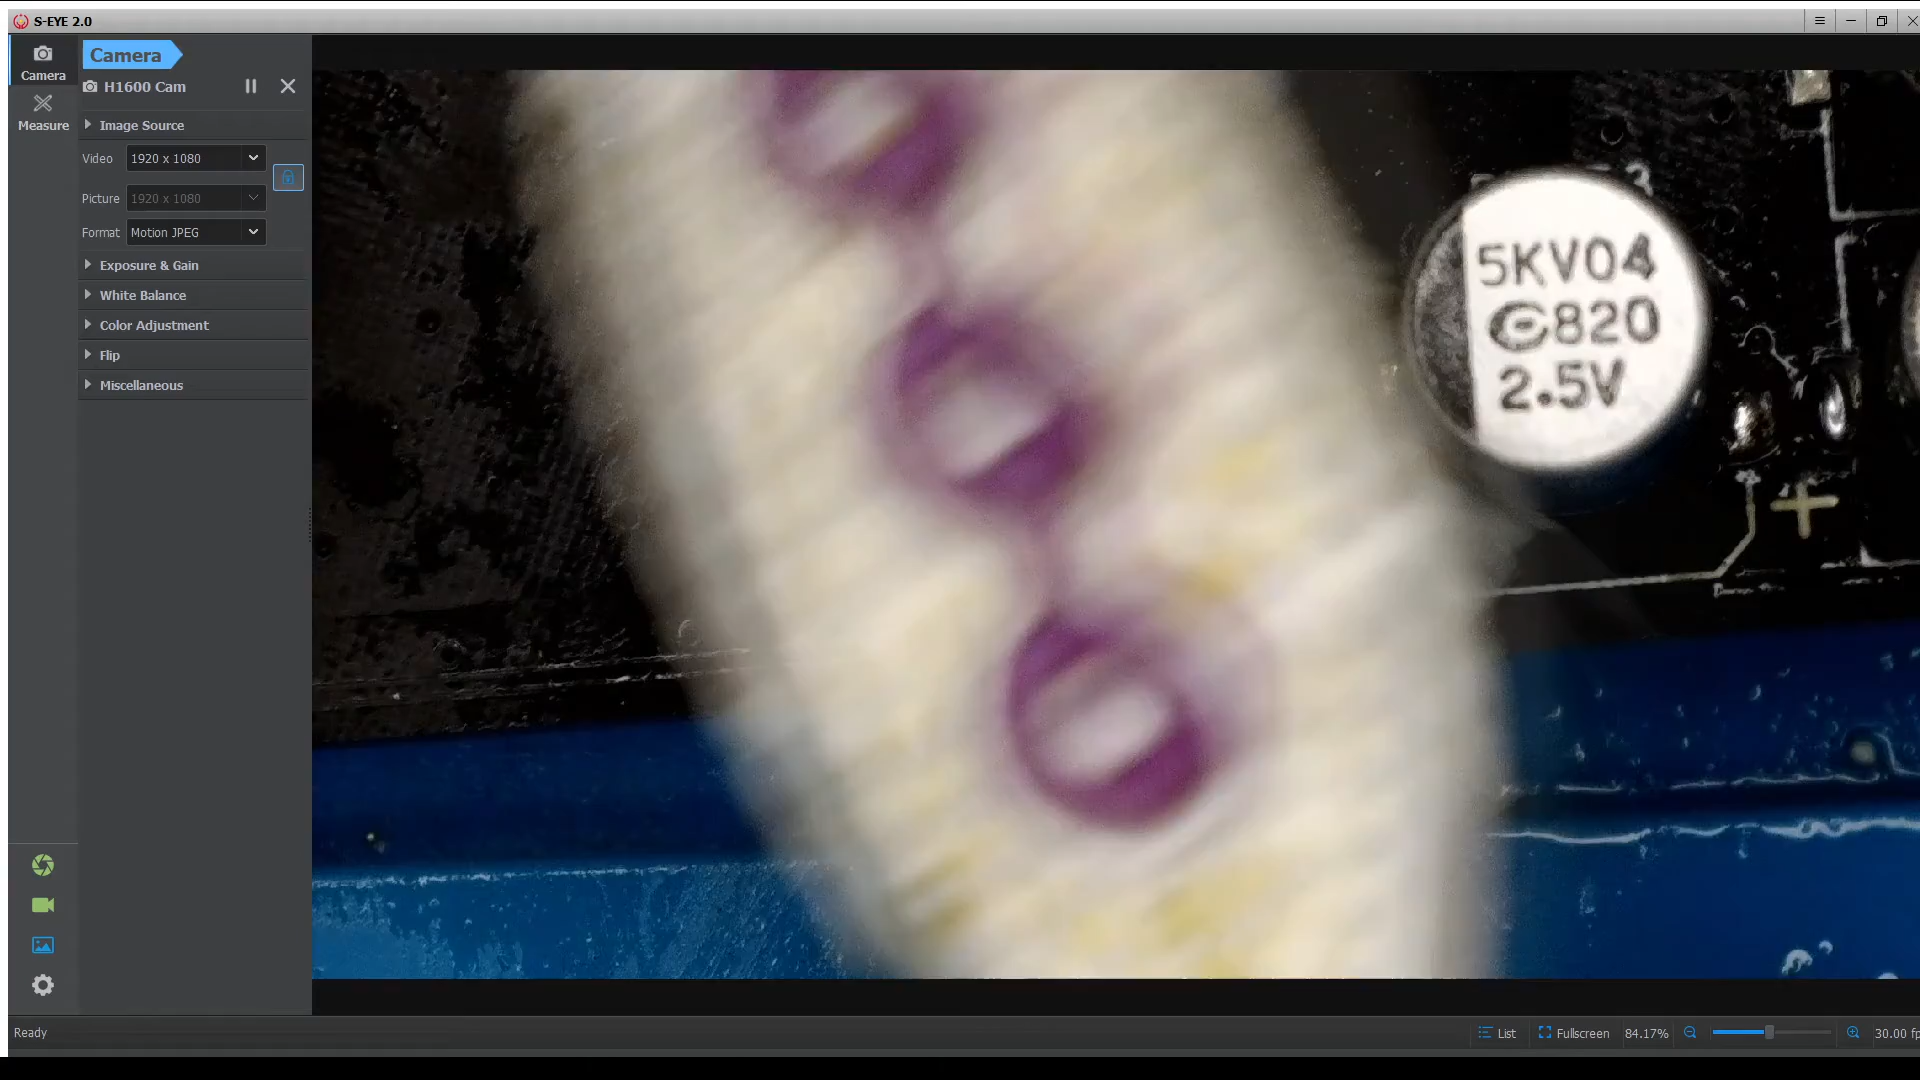 S-EYE 2.0
Camera
Camera
H1600 Cam
Measure
Image Source
Video
1920 x 1080
Picture
1920 x 1080
Format
Motion JPEG
Exposure & Gain
White Balance
Color Adjustment
Flip
Miscellaneous
5KV04
820
2.5V
+
Ready
List
Fullscreen
84.17%
30.00